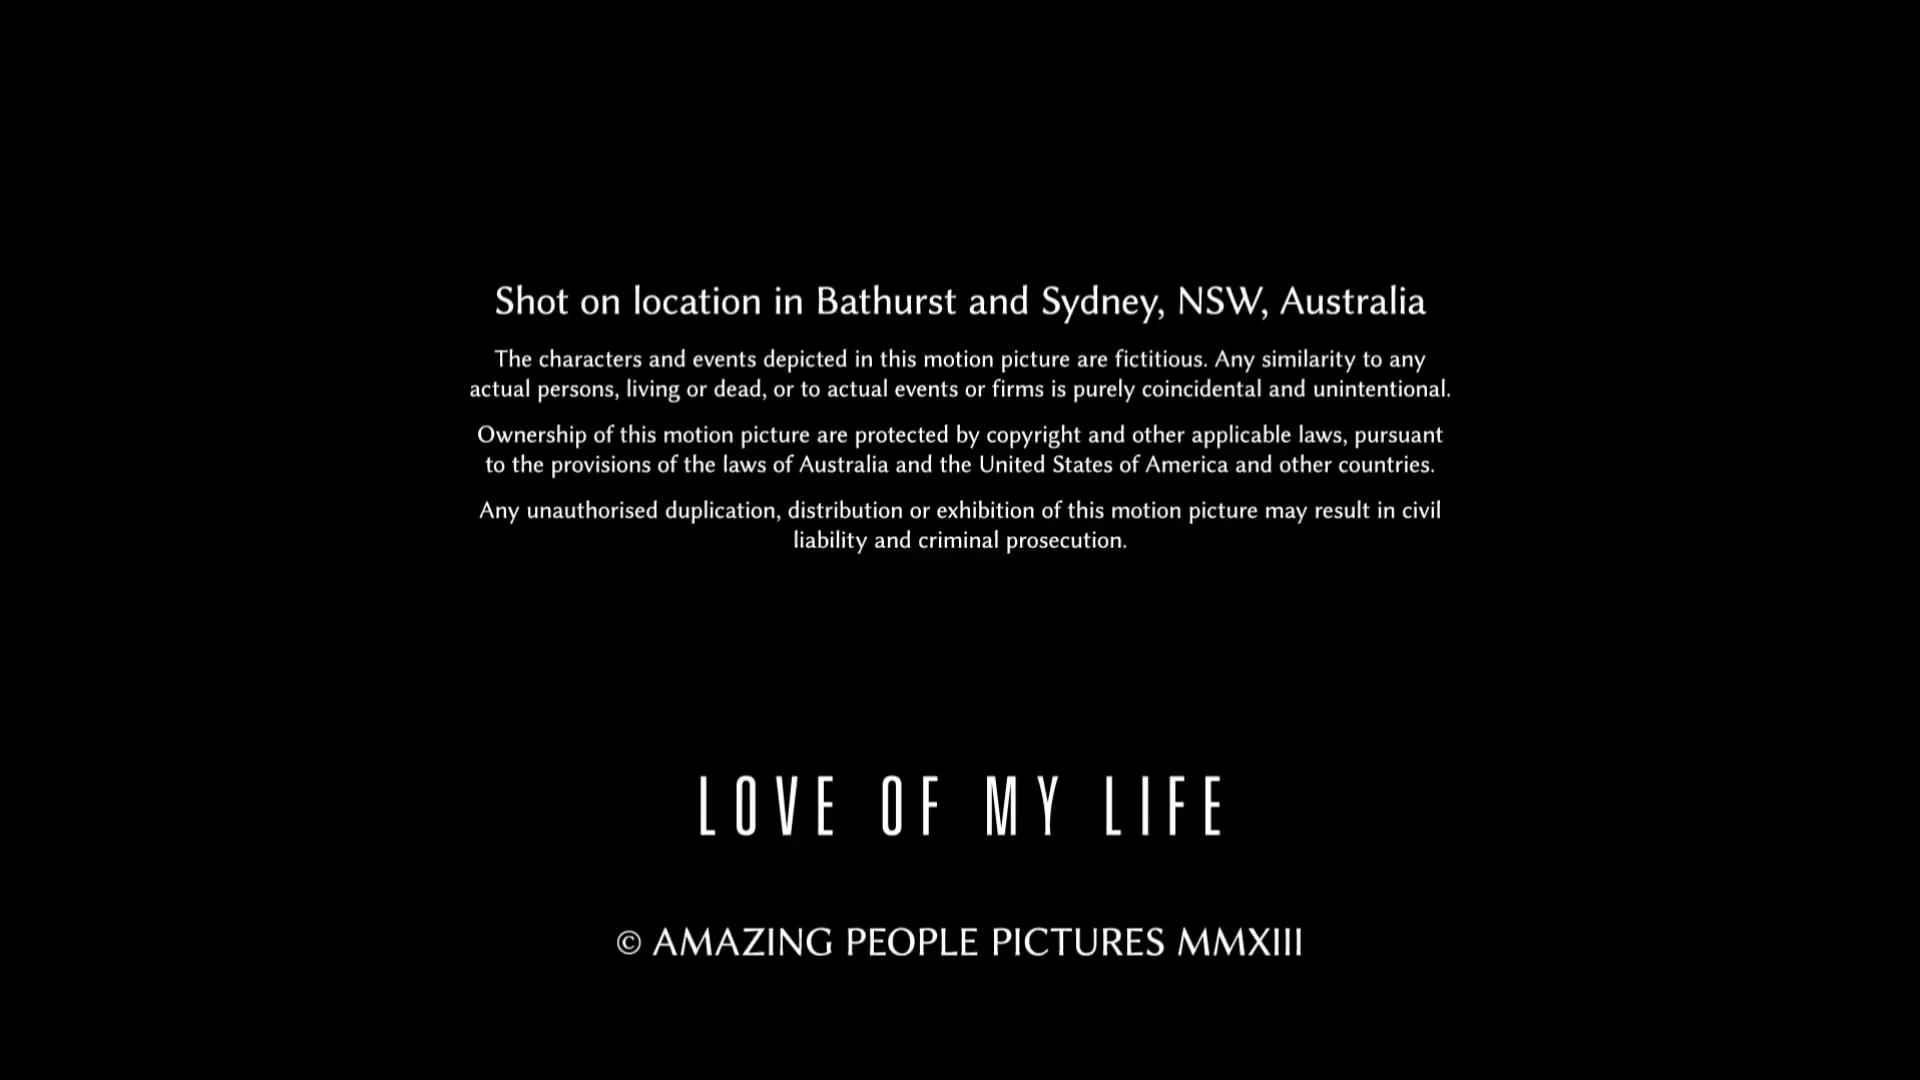 Shot on location in Bathurst and Sydney, NSW, Australia
The characters and events depicted in this motion picture are fictitious. Any similarity to any
actual persons, living or dead, or to actual events or firms is purely coincidental and unintentional.
Ownership of this motion picture are protected by copyright and other applicable laws, pursuant
to the provisions of the laws of Australia and the United States of America and other countries.
Any unauthorised duplication, distribution or exhibition of this motion picture may result in civil
liability and criminal prosecution.
LOVE OF MY LIFE
© AMAZING PEOPLE PICTURES MMXIII